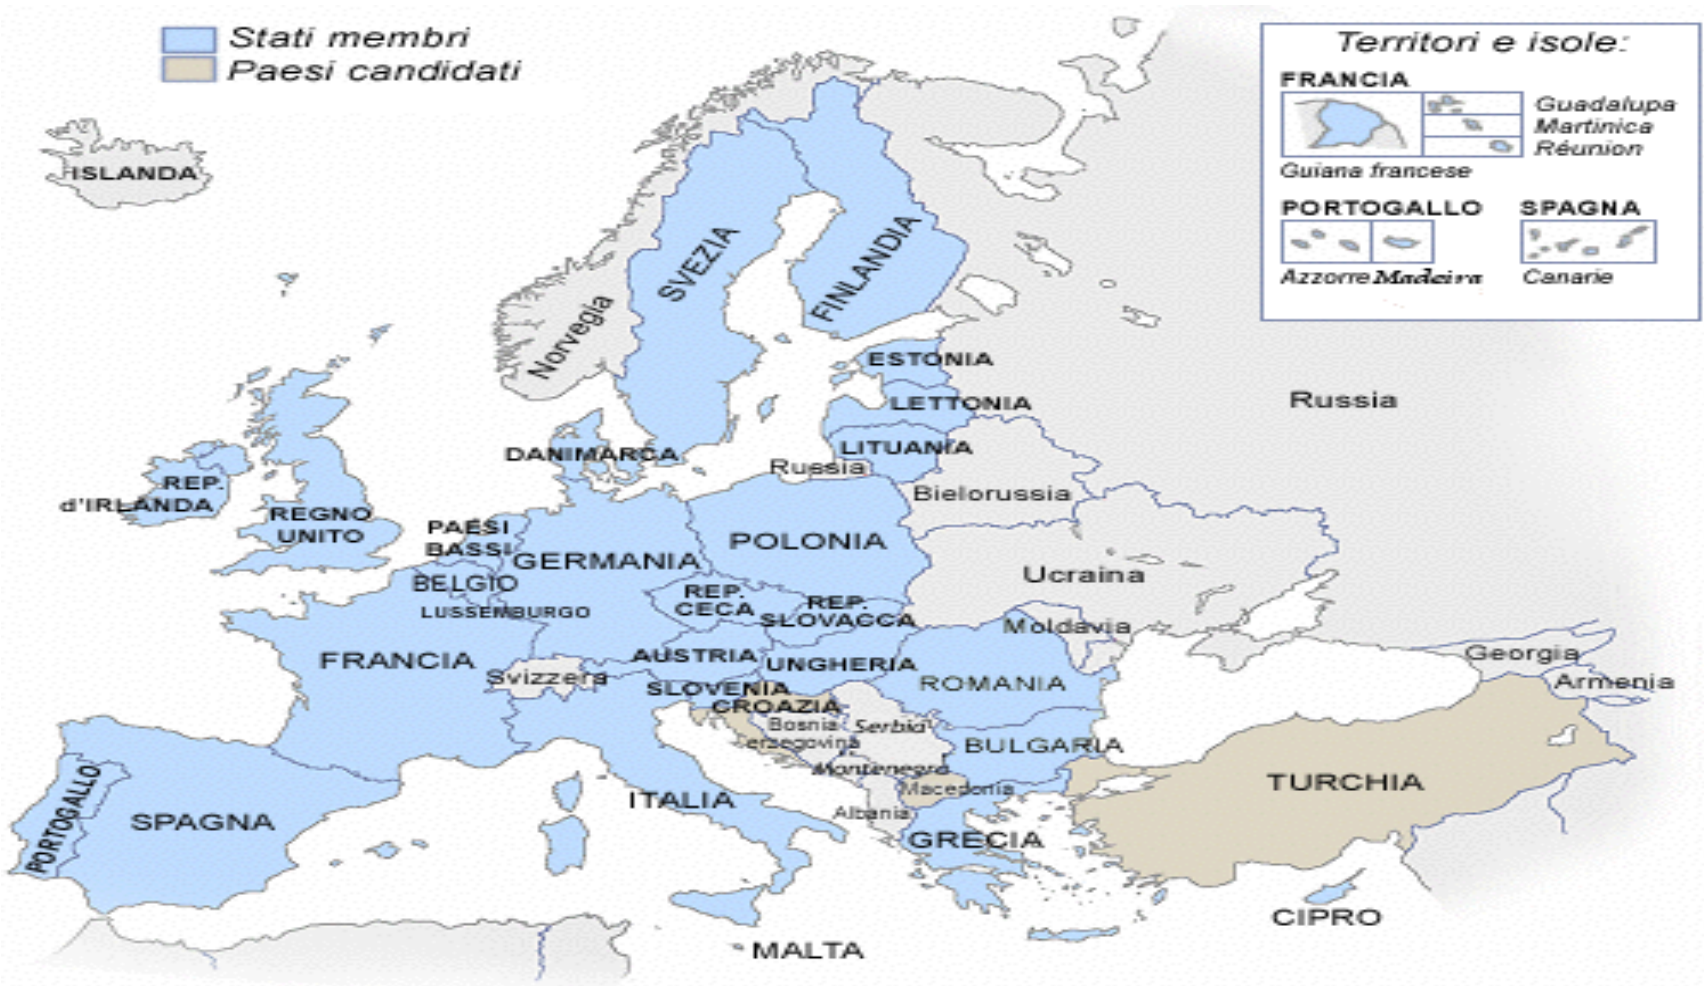 Stati membri
Paesi candidati
Territori e isole:
FRANCIA
Guadalupa
Martinica
Réunion
Guiana francese
PORTOGALLO
SPAGNA
Azzorre
Madeira
Canarie
ISLANDA
SVEZIA
FINLANDIA
Norvegia
ESTONIA
LETTONIA
LITUANIA
Russia
Russia
DANIMARCA
REP.
d'IRLANDA
REGNO
UNITO
PAESI
BASSI
BELGIO
LUSSEMBURGO
GERMANIA
POLONIA
Bielorussia
Ucraina
REP.
CECA
REP.
SLOVACCA
Moldavia
FRANCIA
Svizzera
AUSTRIA
UNGHERIA
SLOVENIA
CROAZIA
ROMANIA
Georgia
Armenia
Bosnia
erzegovina
Serbia
Montenegro
BULGARIA
Macedonia
Albania
TURCHIA
PORTOGALLO
SPAGNA
ITALIA
GRECIA
CIPRO
MALTA